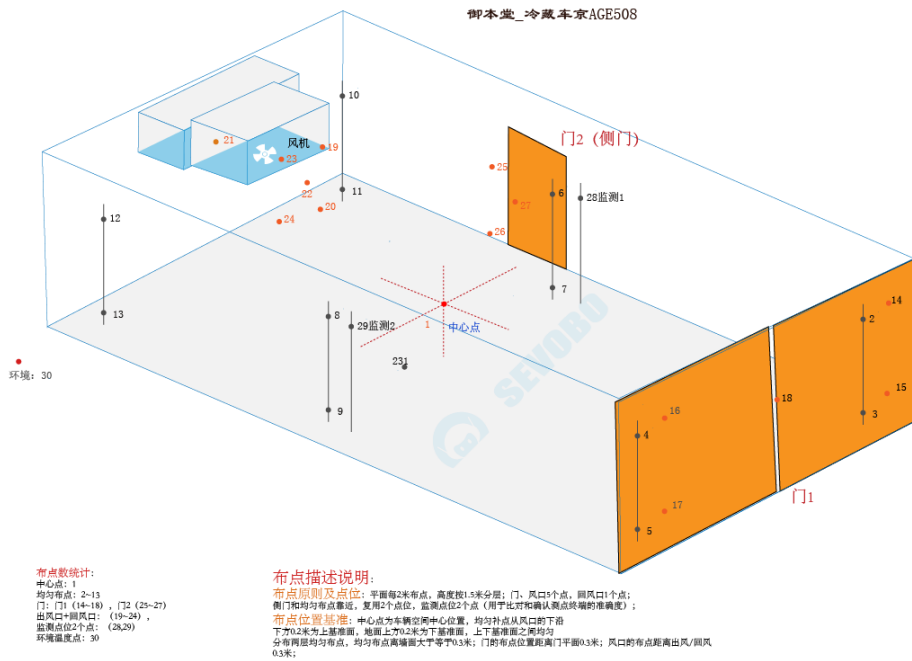 御本堂_冷藏车京AGE508
10
21
风机
19
23
门2（侧门）
25
22
11
6
28监测1
27
20
24
12
26
7
14
13
8
1
中心点
2
29监测2
环境：30
231
15
18
16
3
9
4
17
门1
5
SEVOBO
布点数统计：
中心点：1
均匀布点：2~13
门：门1（14~18），门2（25~27）
出风口+回风口：（19~24），
监测点位2个点：（28,29）
环境温度点：30
布点描述说明：
布点原则及点位：平面每2米布点，高度按1.5米分层；门、风口5个点，回风口1个点；
侧门和均匀布点靠近，复用2个点位，监测点位2个点（用于比对和确认测点终端的准确度）；
布点位置基准：中心点为车辆空间中心位置，均匀补点从风口的下沿
下方0.2米为上基准面，地面上方0.2米为下基准面，上下基准面之间均匀
分布两层均匀布点，均匀布点离墙面大于等于0.3米；门的布点位置距离门平面0.3米；风口的布点距离出风/回风
0.3米；